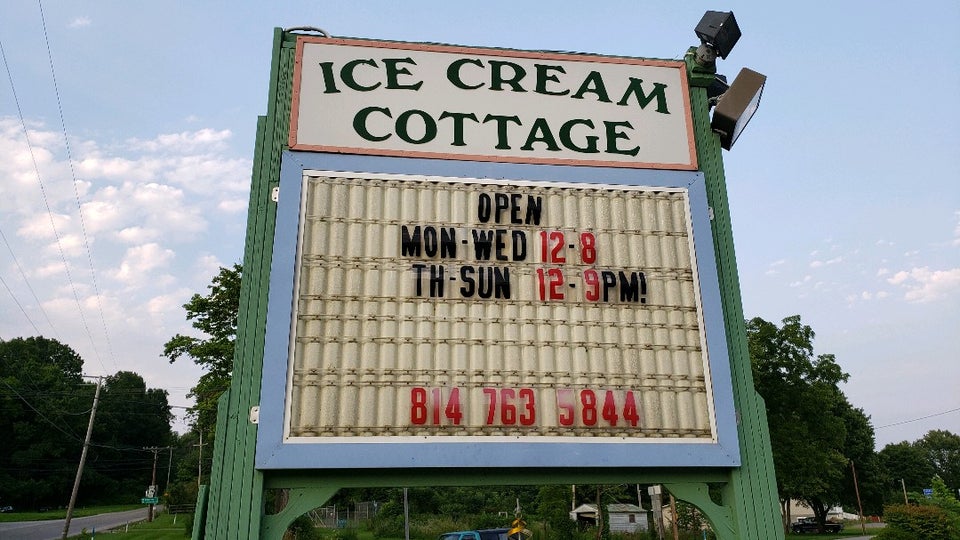 ICE CREAM
COTTAGE
OPEN
MON-WED 12-8
TH-SUN 12-9PM!
814 763 5844